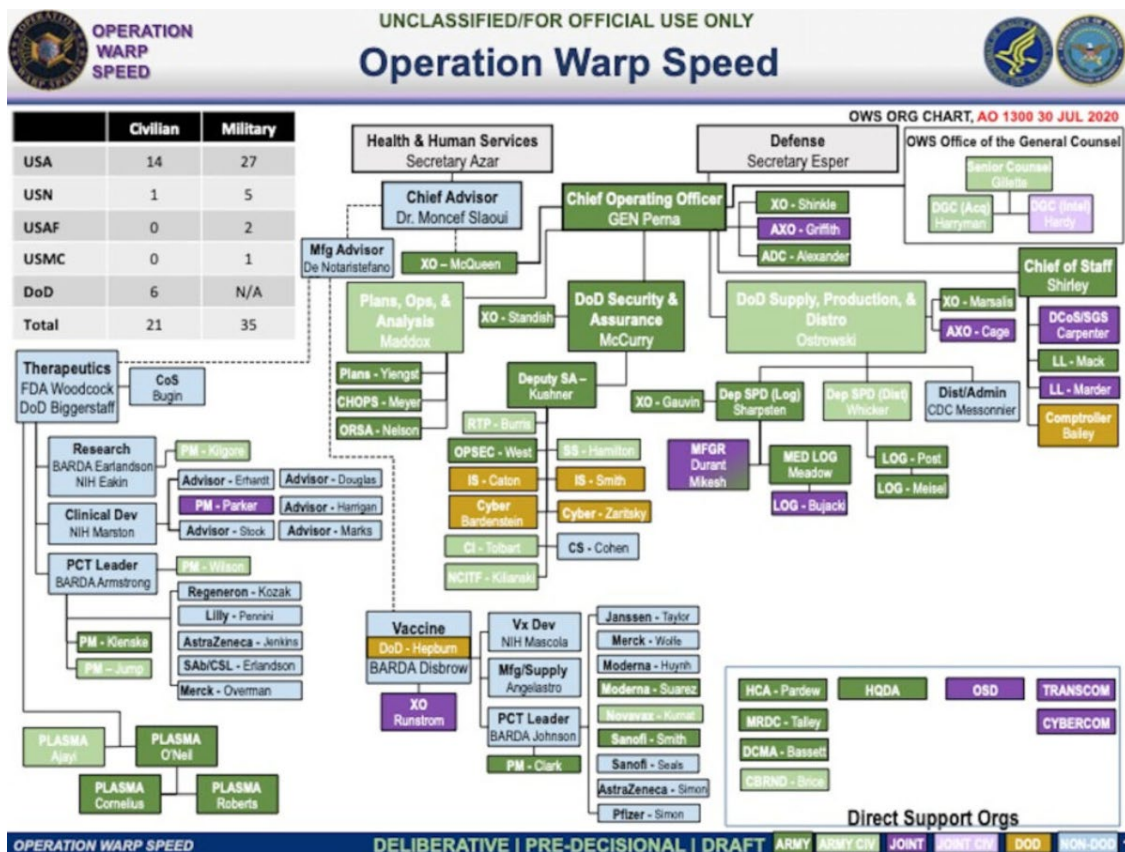 OPERATION
WARP
SPEED
UNCLASSIFIED/FOR OFFICIAL USE ONLY
Operation Warp Speed
OWS ORG CHART, AO 1300 30 JUL 2020
Civilian Military
USA 14 27
USN 1 5
USAF 0 2
USMC 0 1
DoD 6 N/A
Total 21 35
Health & Human Services
Secretary Azar
Defense
Secretary Esper
OWS Office of the General Counsel
Senior Counsel
Gillette
DGC (Acq)
Harryman
DGC (Intel)
Hardy
Chief Advisor
Dr. Moncef Slaoui
Chief Operating Officer
GEN Perna
XO - Shinkle
AXO - Griffith
ADC - Alexander
Mfg Advisor
De Notaristefano
XO – McQueen
Chief of Staff
Shirley
DCoS/SGS
Carpenter
LL - Mack
LL - Marder
Comptroller
Bailey
Plans, Ops, &
Analysis
Maddox
Plans - Yiengst
CHOPS - Meyer
ORSA - Nelson
XO - Standish
DoD Security &
Assurance
McCurry
Deputy SA –
Kushner
RTP - Burris
OPSEC - West
SS - Hamilton
IS - Caton
IS - Smith
Cyber
Bardenstein
Cyber - Zaritsky
CI - Tolbart
CS - Cohen
NCITF - Kilianski
DoD Supply, Production, &
Distro
Ostrowski
XO - Marsalis
AXO - Cage
XO - Gauvin
Dep SPD (Log)
Sharpsten
Dep SPD (Dist)
Whicker
Dist/Admin
CDC Messonnier
MFGR
Durant
Mikesh
MED LOG
Meadow
LOG - Bujacki
LOG - Post
LOG - Meisel
Therapeutics
FDA Woodcock
DoD Biggerstaff
CoS
Bugin
Research
BARDA Earlandson
NIH Eakin
PM - Kilgore
Clinical Dev
NIH Marston
Advisor - Erhardt
Advisor - Douglas
PM - Parker
Advisor - Harrigan
Advisor - Stock
Advisor - Marks
PCT Leader
BARDA Armstrong
PM - Wilson
Regeneron - Kozak
Lilly - Pennini
AstraZeneca - Jenkins
SAb/CSL - Erlandson
Merck - Overman
PM - Klenske
PM – Jump
PLASMA
Ajayi
PLASMA
O'Neil
PLASMA
Cornelius
PLASMA
Roberts
Vaccine
DoD - Hepburn
BARDA Disbrow
XO
Runstrom
Vx Dev
NIH Mascola
Mfg/Supply
Angelastro
PCT Leader
BARDA Johnson
PM - Clark
Janssen - Taylor
Merck - Wolfe
Moderna - Huynh
Moderna - Suarez
Novavax - Kumat
Sanofi - Smith
Sanofi - Seals
AstraZeneca - Simon
Pfizer - Simon
HCA - Pardew
HQDA
OSD
TRANSCOM
MRDC - Talley
CYBERCOM
DCMA - Bassett
CBRND - Brice
Direct Support Orgs
OPERATION WARP SPEED
DELIBERATIVE | PRE-DECISIONAL | DRAFT
ARMY ARMY CIV JOINT JOINT CIV DOD NON-DOD